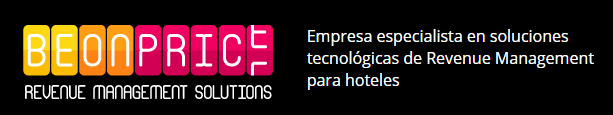 BEONPRICE
REVENUE MANAGEMENT SOLUTIONS
Empresa especialista en soluciones
tecnológicas de Revenue Management
para hoteles